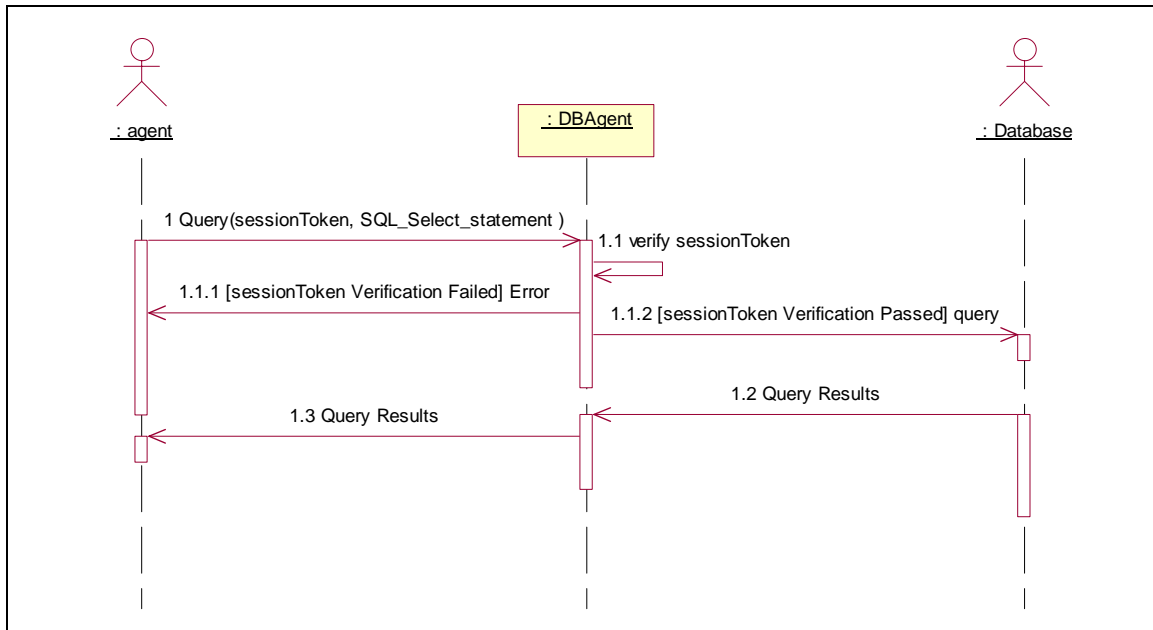 : agent
: DBAgent
: Database
1 Query(sessionToken, SQL_Select_statement )
1.1 verify sessionToken
1.1.1 [sessionToken Verification Failed] Error
1.1.2 [sessionToken Verification Passed] query
1.2 Query Results
1.3 Query Results